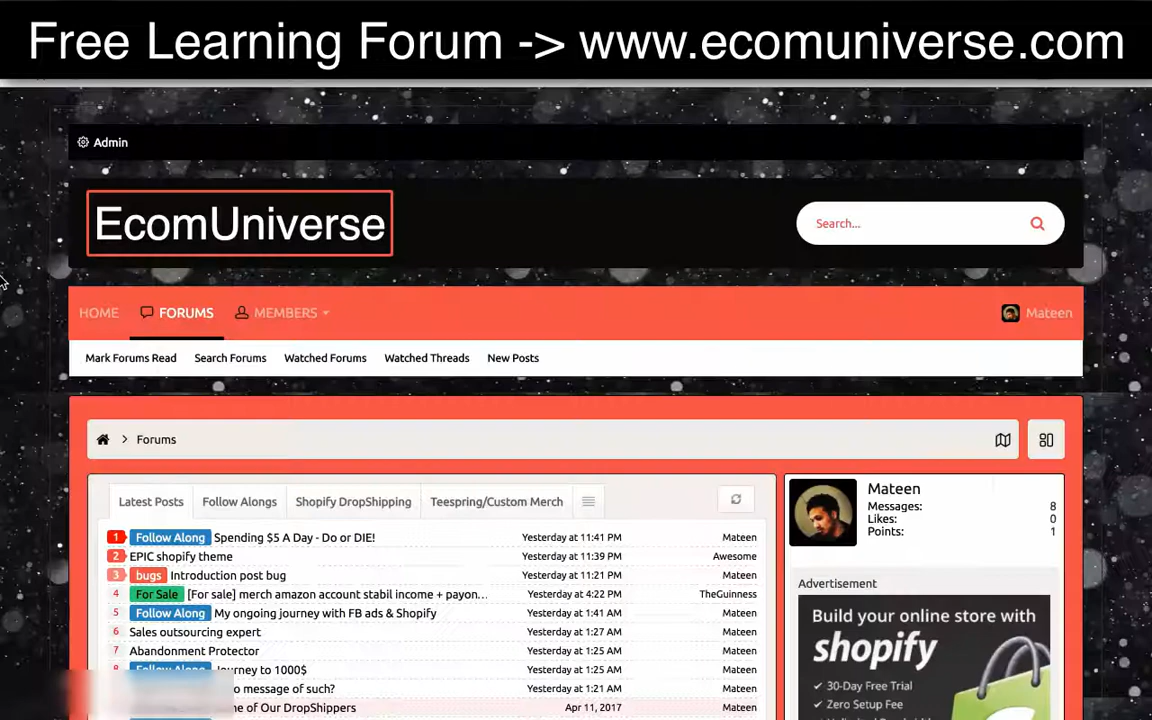 Free Learning Forum -> www.ecomuniverse.com
Admin
EcomUniverse
Search...
HOME FORUMS MEMBERS Mateen
Mark Forums Read Search Forums Watched Forums Watched Threads New Posts
Forums
Latest Posts Follow Alongs Shopify DropShipping Teespring/Custom Merch
Mateen
Messages: 8
Likes: 0
Points: 1
1 Follow Along Spending $5 A Day - Do or DIE! Yesterday at 11:41 PM Mateen
2 EPIC shopify theme Yesterday at 11:39 PM Awesome
3 bugs Introduction post bug Yesterday at 11:21 PM Mateen
4 For Sale [For sale] merch amazon account stabil income + payon... Yesterday at 4:22 PM TheGuinness
5 Follow Along My ongoing journey with FB ads & Shopify Yesterday at 1:41 AM Mateen
6 Sales outsourcing expert Yesterday at 1:27 AM Mateen
7 Abandonment Protector Yesterday at 1:25 AM Mateen
8 Follow Along Journey to 1000$ Yesterday at 1:25 AM Mateen
o message of such? Yesterday at 1:21 AM Mateen
ne of Our DropShippers Apr 11, 2017 Mateen
Advertisement
Build your online store with
shopify
✓ 30-Day Free Trial
✓ Zero Setup Fee